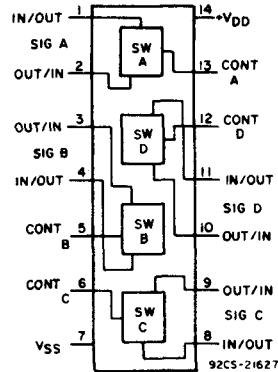 IN/OUT 1
SIG A
OUT/IN 2
OUT/IN 3
SIG B
IN/OUT 4
CONT B 5
CONT C 6
VSS 7
SW A
SW D
SW B
SW C
14 +VDD
13 CONT A
12 CONT D
11 IN/OUT
SIG D
10 OUT/IN
9 OUT/IN
SIG C
8 IN/OUT
92CS-21627